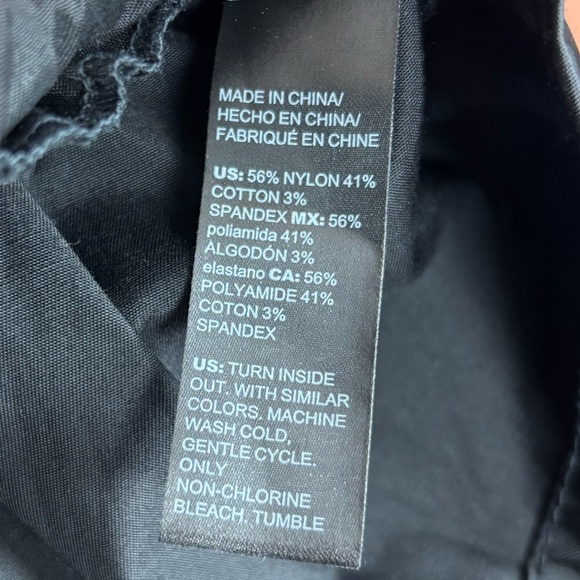 MADE IN CHINA/
HECHO EN CHINA/
FABRIQUÉ EN CHINE
US: 56% NYLON 41%
COTTON 3%
SPANDEX MX: 56%
poliamida 41%
ALGODÓN 3%
elastano CA: 56%
POLYAMIDE 41%
COTON 3%
SPANDEX
US: TURN INSIDE
OUT. WITH SIMILAR
COLORS. MACHINE
WASH COLD,
GENTLE CYCLE.
ONLY
NON-CHLORINE
BLEACH. TUMBLE